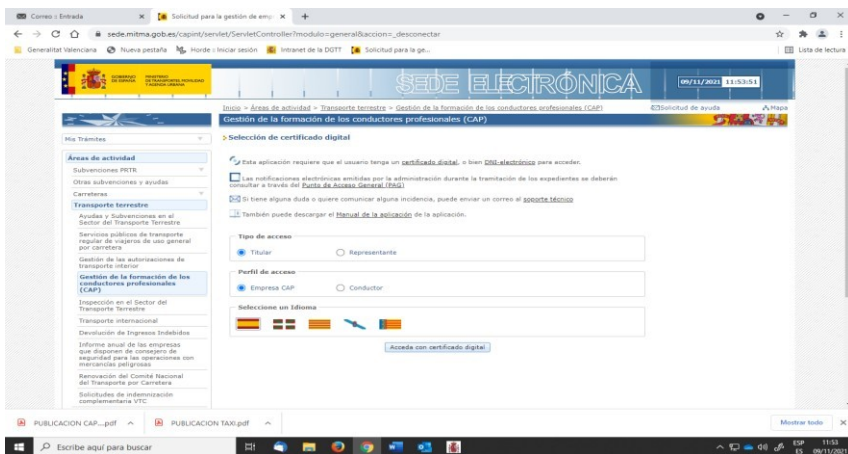 Correo :: Entrada
Solicitud para la gestión de emp
sede.mitma.gob.es/capint/servlet/ServletController?modulo=general&accion=_desconectar
Generalitat Valenciana
Nueva pestaña
Horde :: Iniciar sesión
Intranet de la DGTT
Solicitud para la ge...
Lista de lectura
GOBIERNO DE ESPAÑA
MINISTERIO DE TRANSPORTES, MOVILIDAD Y AGENDA URBANA
SEDE ELECTRÓNICA
09/11/2021 11:53:51
Inicio > Áreas de actividad > Transporte terrestre > Gestión de la formación de los conductores profesionales (CAP)
Solicitud de ayuda
Mapa
Gestión de la formación de los conductores profesionales (CAP)
Mis Trámites
Áreas de actividad
Subvenciones PRTR
Otras subvenciones y ayudas
Carreteras
Transporte terrestre
Ayudas y Subvenciones en el
Sector del Transporte Terrestre
Servicios públicos de transporte
regular de viajeros de uso general
por carretera
Gestión de las autorizaciones de
transporte interior
Gestión de la formación de los
conductores profesionales
(CAP)
Inspección en el Sector del
Transporte Terrestre
Transporte internacional
Devolución de Ingresos Indebidos
Informe anual de las empresas
que disponen de consejero de
seguridad para las operaciones con
mercancías peligrosas
Renovación del Comité Nacional
del Transporte por Carretera
Solicitudes de indemnización
complementaria VTC
Selección de certificado digital
Esta aplicación requiere que el usuario tenga un certificado digital, o bien DNI-electrónico para acceder.
Las notificaciones electrónicas emitidas por la administración durante la tramitación de los expedientes se deberán
consultar a través del Punto de Acceso General (PAG)
Si tiene alguna duda o quiere comunicar alguna incidencia, puede enviar un correo al soporte técnico
También puede descargar el Manual de la aplicación de la aplicación.
Tipo de acceso
Titular
Representante
Perfil de acceso
Empresa CAP
Conductor
Seleccione un Idioma
Acceda con certificado digital
PUBLICACION CAP....pdf
PUBLICACION TAXI.pdf
Mostrar todo
Escribe aquí para buscar
ESP
ES
11:53
09/11/2021